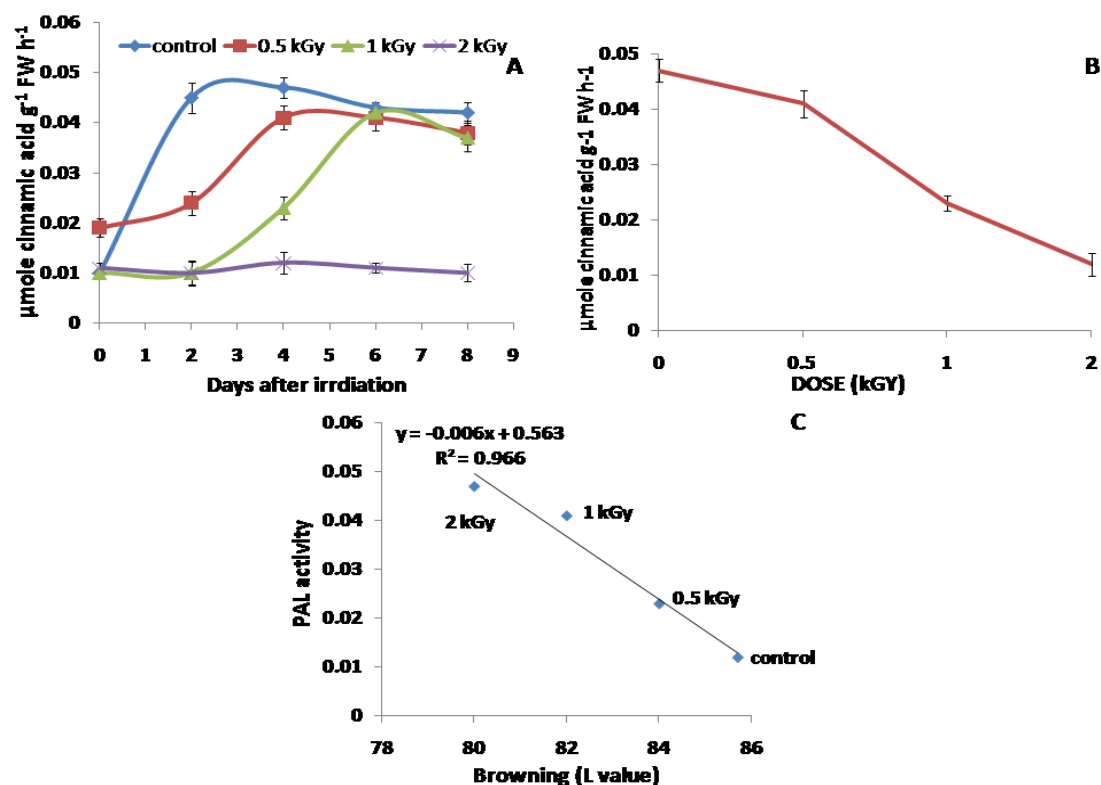 0.06
0.05
0.04
0.03
0.02
0.01
0
µmole cinnamic acid g⁻¹ FW h⁻¹
control 0.5 kGy 1 kGy 2 kGy
A
0 1 2 3 4 5 6 7 8 9
Days after irrdiation
0.05
0.04
0.03
0.02
0.01
0
µmole cinnamic acid g-1 FW h-1
B
0 0.5 1 2
DOSE (kGY)
0.06
0.05
0.04
0.03
0.02
0.01
0
PAL activity
y = -0.006x + 0.563
R² = 0.966
C
2 kGy
1 kGy
0.5 kGy
control
78 80 82 84 86
Browning (L value)